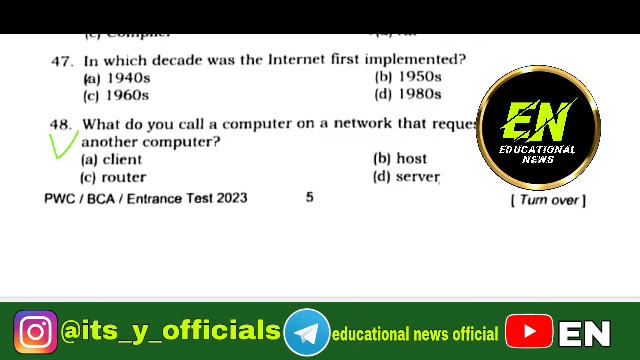 47. In which decade was the Internet first implemented?
(a) 1940s (b) 1950s
(c) 1960s (d) 1980s
48. What do you call a computer on a network that
another computer?
(a) client (b) host
(c) router (d) server
PWC / BCA / Entrance Test 2023 5 [ Turn over ]
EN
EDUCATIONAL
NEWS
@its_y_officials educational news official EN